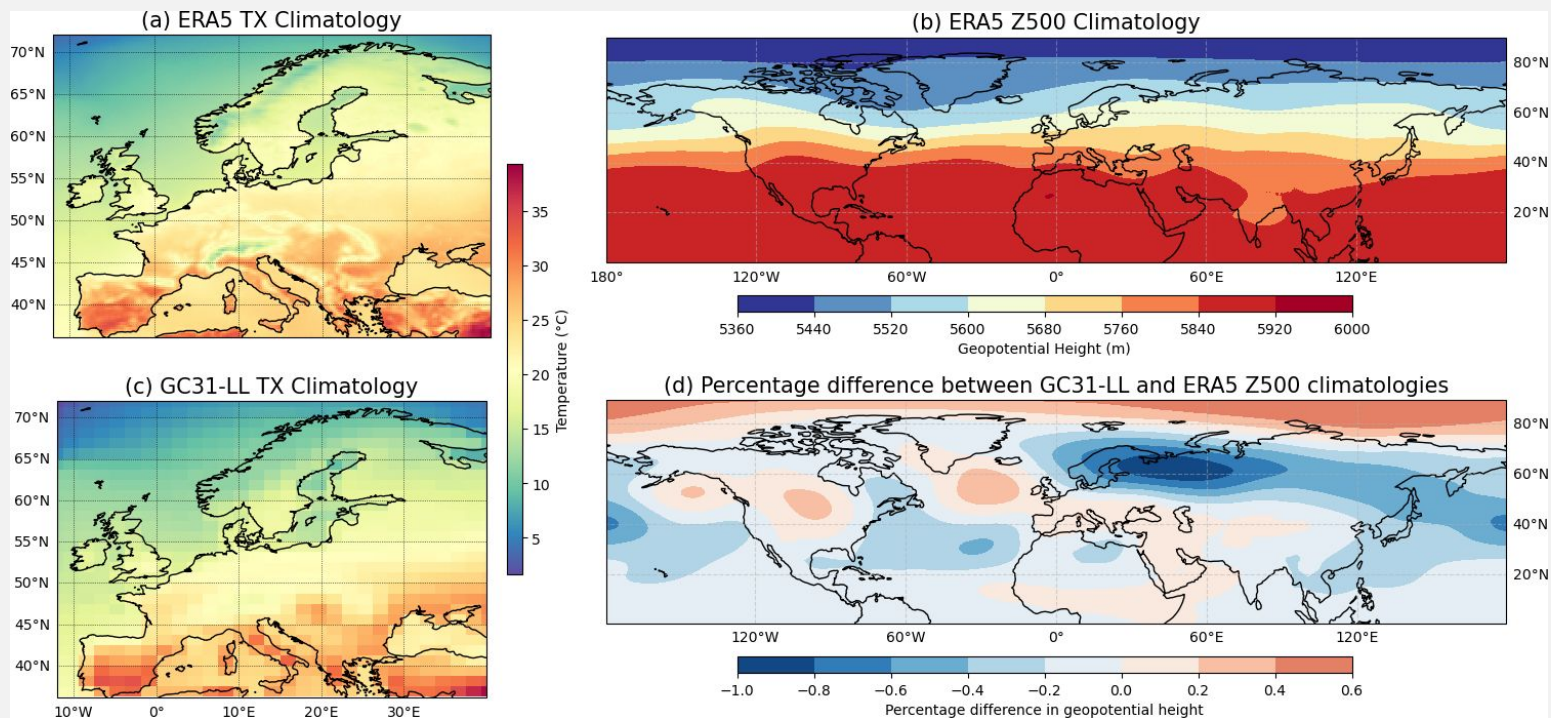 (a) ERA5 TX Climatology
70°N
65°N
60°N
55°N
50°N
45°N
40°N
35
30
25
20
15
10
5
Temperature (°C)
(b) ERA5 Z500 Climatology
80°N
60°N
40°N
20°N
180° 120°W 60°W 0° 60°E 120°E
5360 5440 5520 5600 5680 5760 5840 5920 6000
Geopotential Height (m)
(c) GC31-LL TX Climatology
70°N
65°N
60°N
55°N
50°N
45°N
40°N
10°W 0° 10°E 20°E 30°E
(d) Percentage difference between GC31-LL and ERA5 Z500 climatologies
80°N
60°N
40°N
20°N
120°W 60°W 0° 60°E 120°E
−1.0 −0.8 −0.6 −0.4 −0.2 0.0 0.2 0.4 0.6
Percentage difference in geopotential height